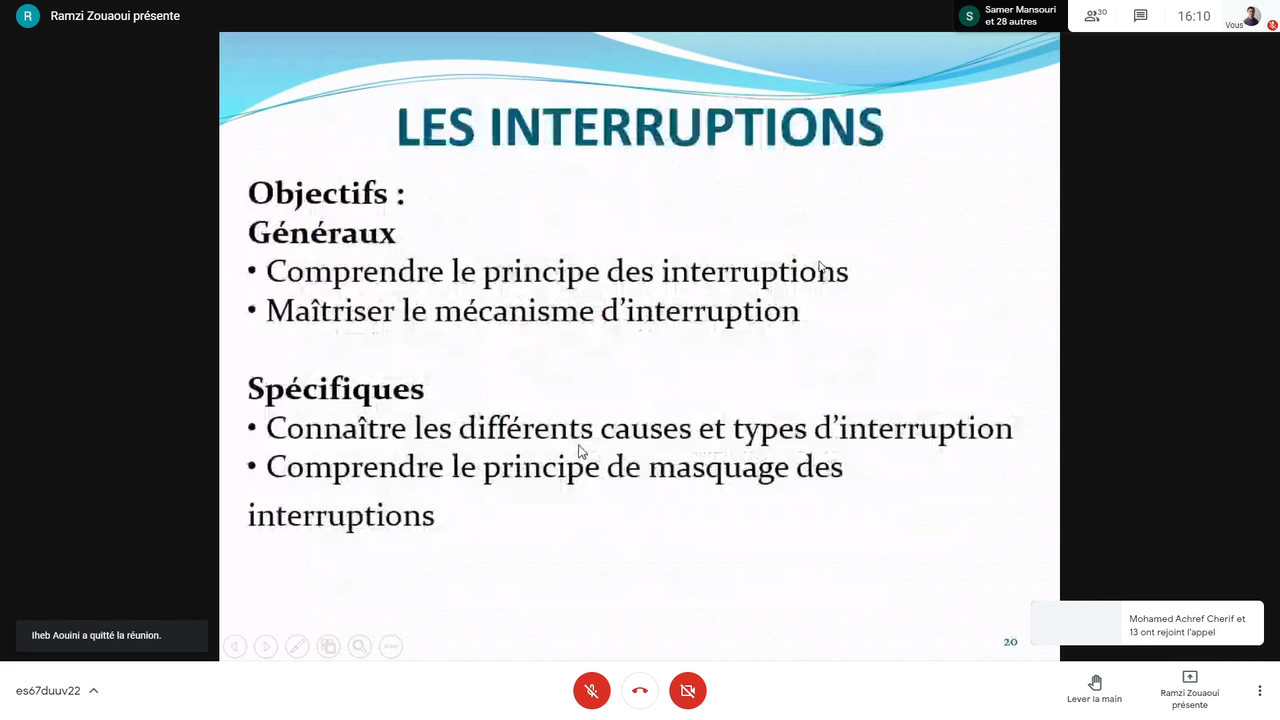 R
Ramzi Zouaoui présente
S
Samer Mansouri
et 28 autres
30
16:10
Vous
LES INTERRUPTIONS
Objectifs :
Généraux
• Comprendre le principe des interruptions
• Maîtriser le mécanisme d’interruption
Spécifiques
• Connaître les différents causes et types d’interruption
• Comprendre le principe de masquage des
interruptions
Iheb Aouini a quitté la réunion.
Mohamed Achref Cherif et
13 ont rejoint l'appel
20
es67duuv22
Lever la main
Ramzi Zouaoui
présente